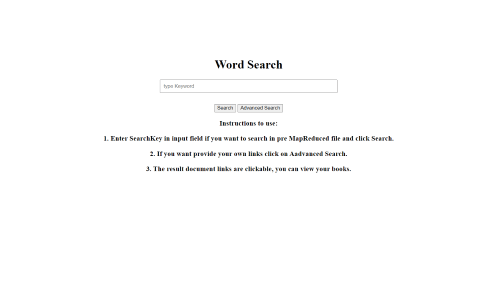 Word Search
type Keyword
Search Advanced Search
Instructions to use:
1. Enter SearchKey in input field if you want to search in pre MapReduced file and click Search.
2. If you want provide your own links click on Aadvanced Search.
3. The result document links are clickable, you can view your books.